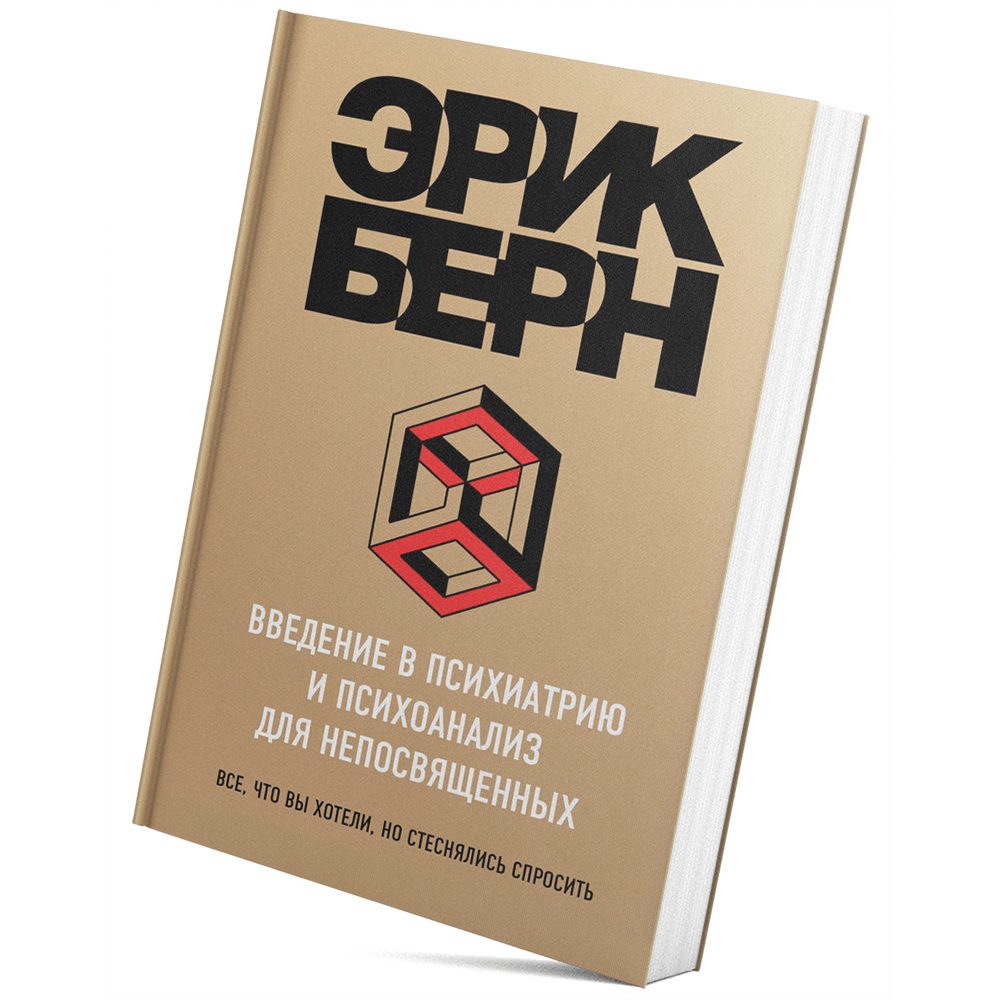 ЭРИК
БЕРН
ВВЕДЕНИЕ В ПСИХИАТРИЮ
И ПСИХОАНАЛИЗ
ДЛЯ НЕПОСВЯЩЕННЫХ
ВСЕ, ЧТО ВЫ ХОТЕЛИ, НО СТЕСНЯЛИСЬ СПРОСИТЬ